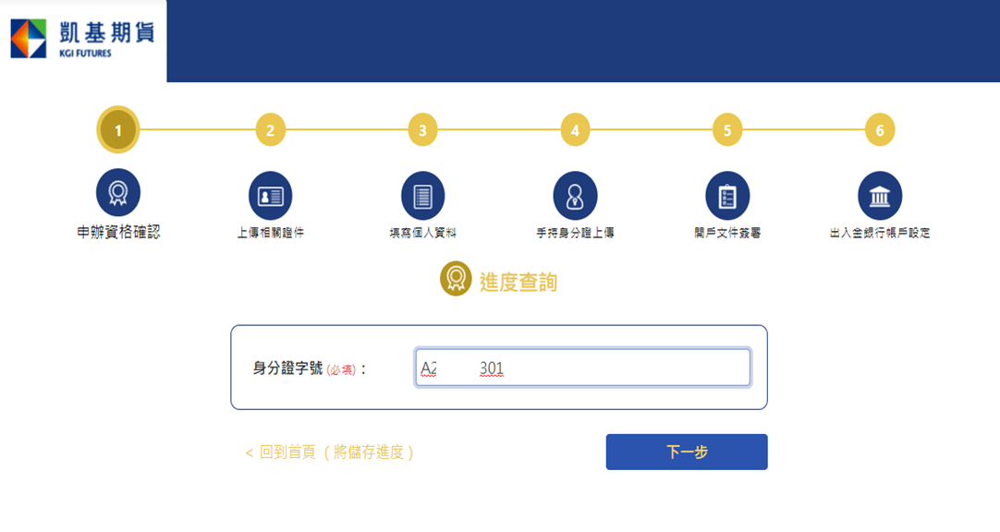 凱基期貨
KGI FUTURES
1 2 3 4 5 6
申辦資格確認 上傳相關證件 填寫個人資料 手持身分證上傳 開戶文件簽署 出入金銀行帳戶設定
進度查詢
身分證字號 (必填)： A2 301
< 回到首頁 ( 將儲存進度 ) 下一步